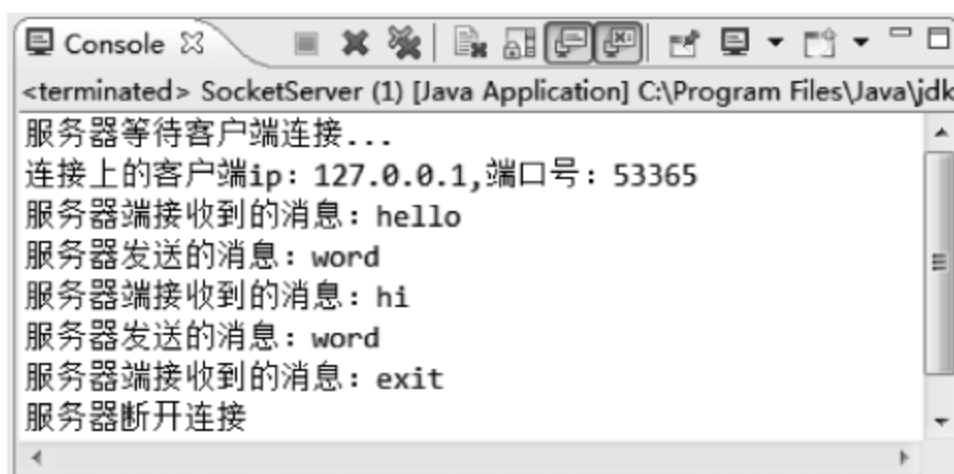 Console
<terminated> SocketServer (1) [Java Application] C:\Program Files\Java\jdk
服务器等待客户端连接...
连接上的客户端ip: 127.0.0.1,端口号: 53365
服务器端接收到的消息: hello
服务器发送的消息: word
服务器端接收到的消息: hi
服务器发送的消息: word
服务器端接收到的消息: exit
服务器断开连接